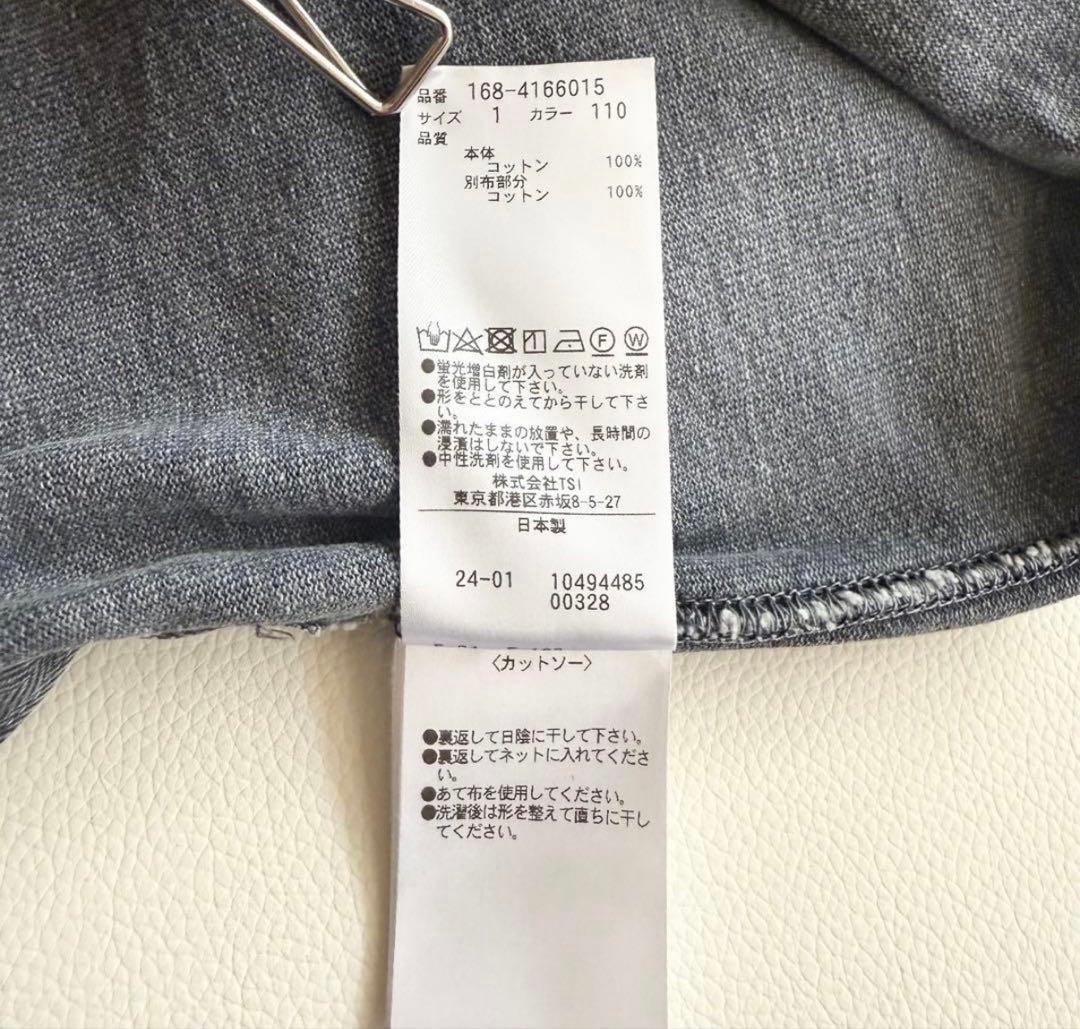 品番 168-4166015
サイズ 1 カラー 110
品質
本体
コットン 100%
別布部分
コットン 100%
●蛍光増白剤が入っていない洗剤
を使用して下さい。
●形をととのえてから干して下さ
い。
●濡れたままの放置や、長時間の
浸漬はしないで下さい。
●中性洗剤を使用して下さい。
株式会社TSI
東京都港区赤坂8-5-27
日本製
24-01 10494485
00328
〈カットソー〉
●裏返して日陰に干して下さい。
●裏返してネットに入れてくださ
い。
●あて布を使用してください。
●洗濯後は形を整えて直ちに干し
てください。